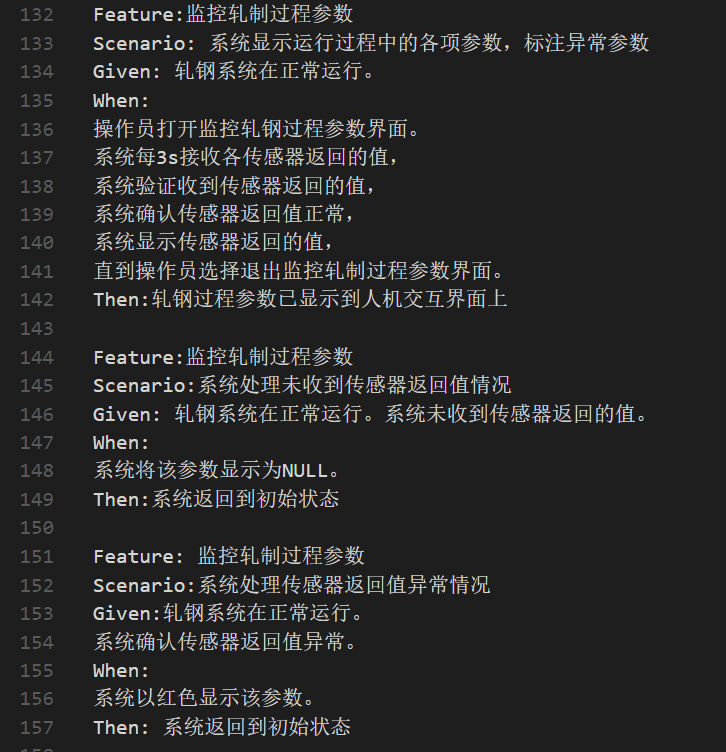 132 Feature:监控轧制过程参数
133 Scenario: 系统显示运行过程中的各项参数，标注异常参数
134 Given: 轧钢系统在正常运行。
135 When:
136 操作员打开监控轧钢过程参数界面。
137 系统每3s接收各传感器返回的值，
138 系统验证收到传感器返回的值，
139 系统确认传感器返回值正常，
140 系统显示传感器返回的值，
141 直到操作员选择退出监控轧制过程参数界面。
142 Then:轧钢过程参数已显示到人机交互界面上
143
144 Feature:监控轧制过程参数
145 Scenario:系统处理未收到传感器返回值情况
146 Given: 轧钢系统在正常运行。系统未收到传感器返回的值。
147 When:
148 系统将该参数显示为NULL。
149 Then:系统返回到初始状态
150
151 Feature: 监控轧制过程参数
152 Scenario:系统处理传感器返回值异常情况
153 Given:轧钢系统在正常运行。
154 系统确认传感器返回值异常。
155 When:
156 系统以红色显示该参数。
157 Then: 系统返回到初始状态